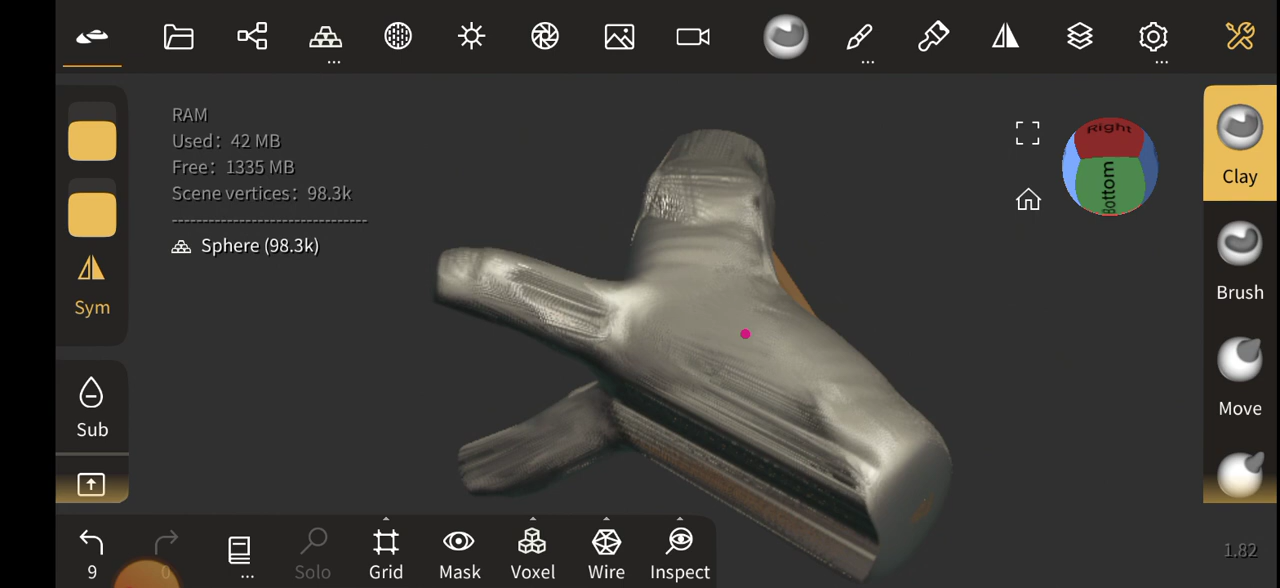 RAM
Used: 42 MB
Free: 1335 MB
Scene vertices: 98.3k
--------------------------------
Sphere (98.3k)
Right
Bottom
Clay
Brush
Move
Sym
Sub
9
0
...
Solo
Grid
Mask
Voxel
Wire
Inspect
1.82